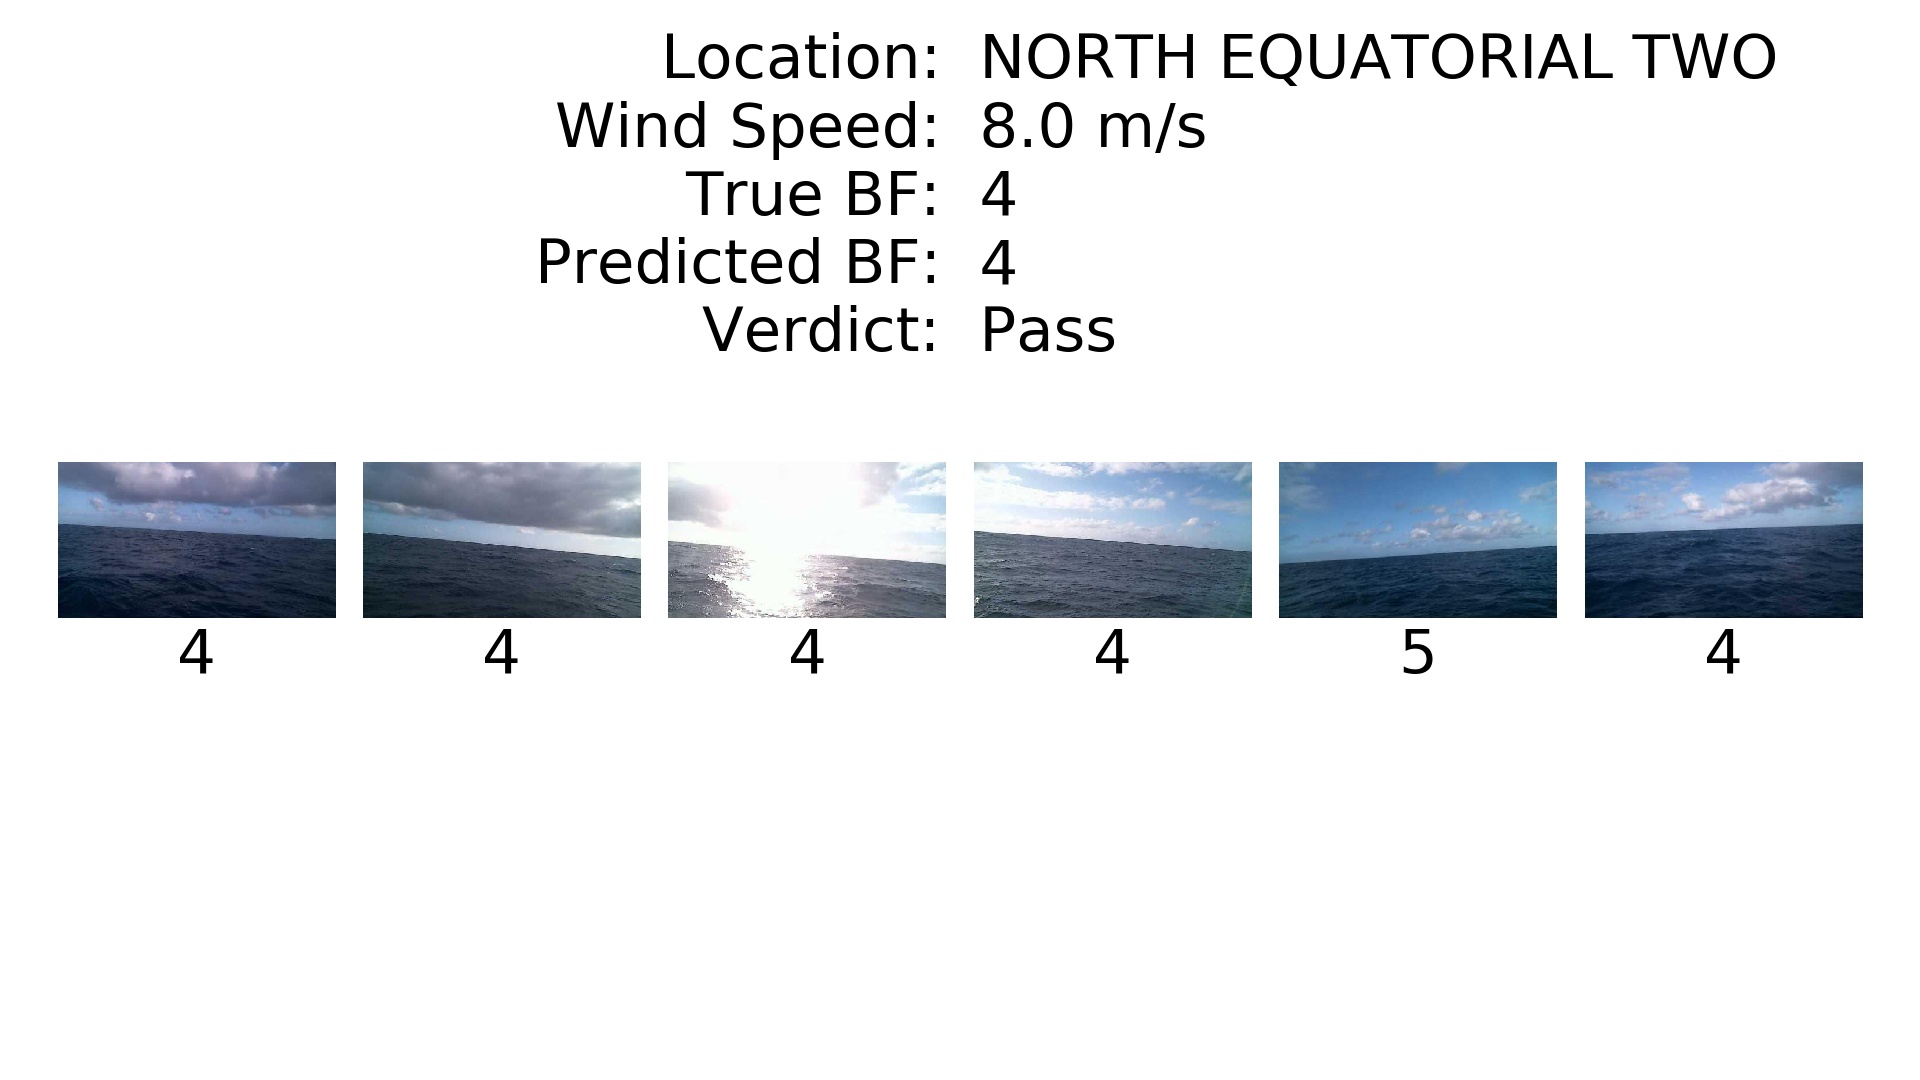 Location: NORTH EQUATORIAL TWO
Wind Speed: 8.0 m/s
True BF: 4
Predicted BF: 4
Verdict: Pass
4 4 4 4 5 4